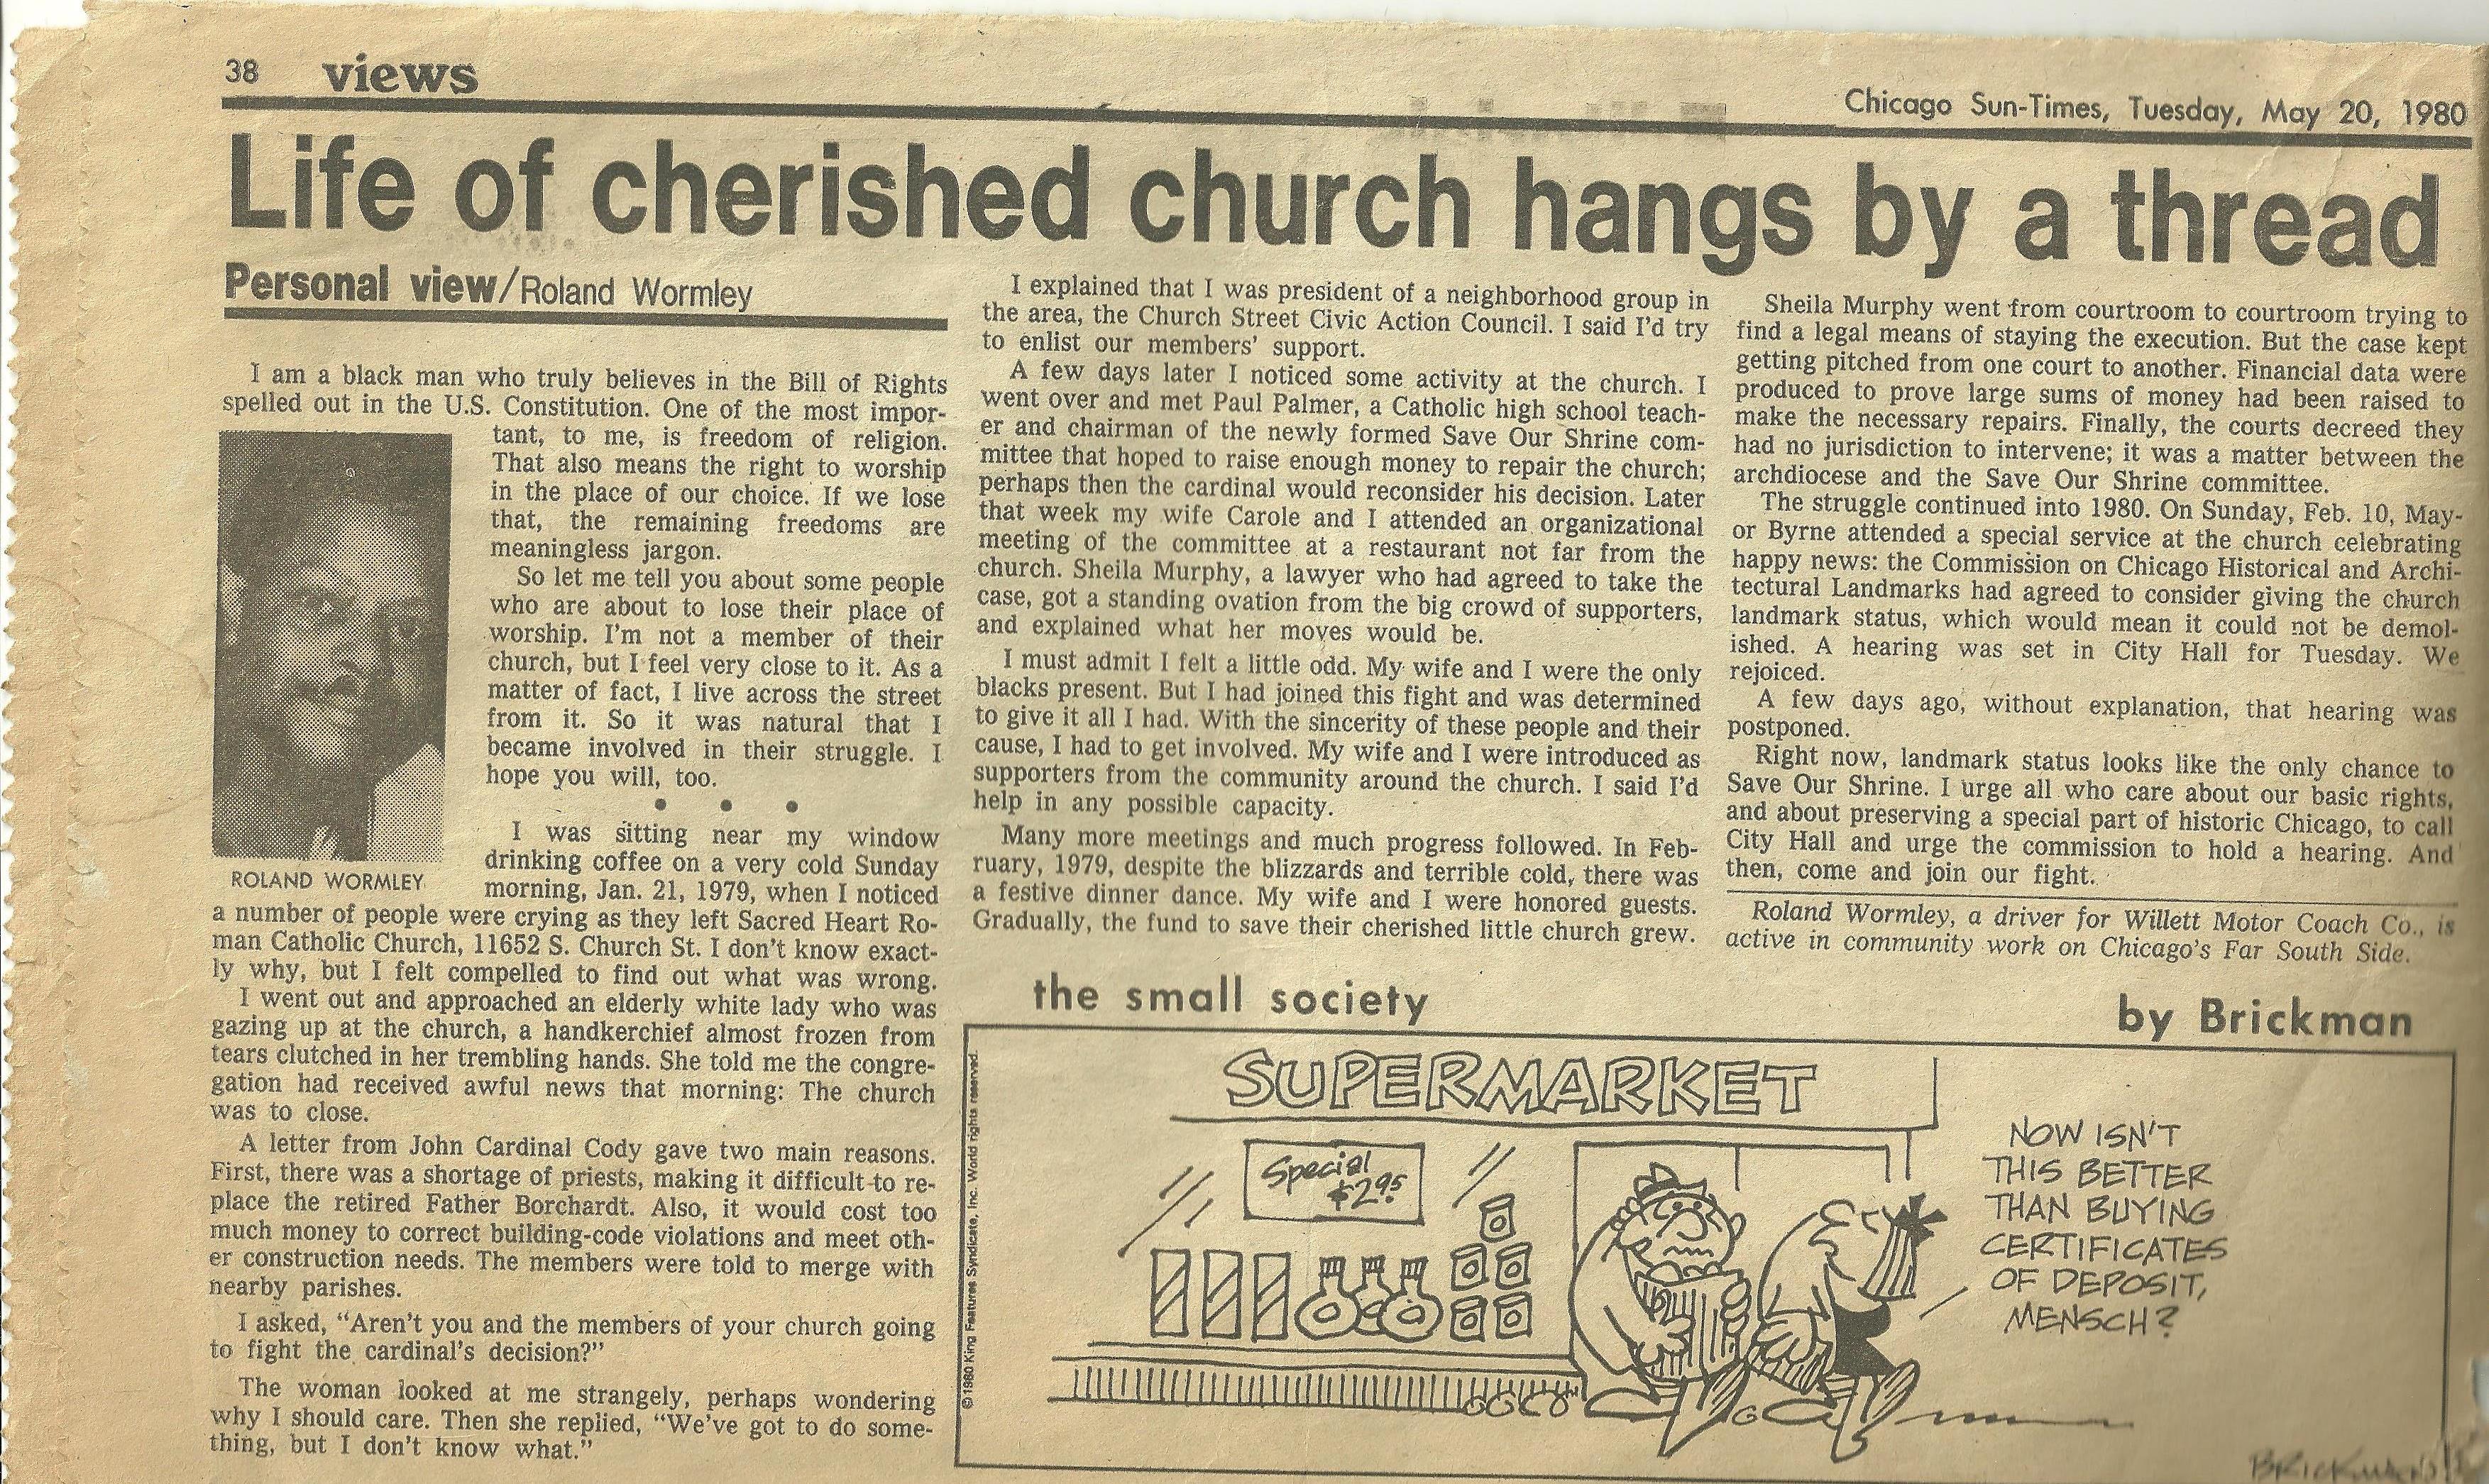 38 views
Chicago Sun-Times, Tuesday, May 20, 1980
Life of cherished church hangs by a thread
Personal view/Roland Wormley
I am a black man who truly believes in the Bill of Rights
spelled out in the U.S. Constitution. One of the most impor-
tant, to me, is freedom of religion.
That also means the right to worship
in the place of our choice. If we lose
that, the remaining freedoms are
meaningless jargon.
So let me tell you about some people
who are about to lose their place of
worship. I'm not a member of their
church, but I feel very close to it. As a
matter of fact, I live across the street
from it. So it was natural that I
became involved in their struggle. I
hope you will, too.
• • •
I was sitting near my window
drinking coffee on a very cold Sunday
morning, Jan. 21, 1979, when I noticed
ROLAND WORMLEY
a number of people were crying as they left Sacred Heart Ro-
man Catholic Church, 11652 S. Church St. I don't know exact-
ly why, but I felt compelled to find out what was wrong.
I went out and approached an elderly white lady who was
gazing up at the church, a handkerchief almost frozen from
tears clutched in her trembling hands. She told me the congre-
gation had received awful news that morning: The church
was to close.
A letter from John Cardinal Cody gave two main reasons.
First, there was a shortage of priests, making it difficult to re-
place the retired Father Borchardt. Also, it would cost too
much money to correct building-code violations and meet oth-
er construction needs. The members were told to merge with
nearby parishes.
I asked, "Aren't you and the members of your church going
to fight the cardinal's decision?"
The woman looked at me strangely, perhaps wondering
why I should care. Then she replied, "We've got to do some-
thing, but I don't know what."
I explained that I was president of a neighborhood group in
the area, the Church Street Civic Action Council. I said I'd try
to enlist our members' support.
A few days later I noticed some activity at the church. I
went over and met Paul Palmer, a Catholic high school teach-
er and chairman of the newly formed Save Our Shrine com-
mittee that hoped to raise enough money to repair the church;
perhaps then the cardinal would reconsider his decision. Later
that week my wife Carole and I attended an organizational
meeting of the committee at a restaurant not far from the
church. Sheila Murphy, a lawyer who had agreed to take the
case, got a standing ovation from the big crowd of supporters,
and explained what her moves would be.
I must admit I felt a little odd. My wife and I were the only
blacks present. But I had joined this fight and was determined
to give it all I had. With the sincerity of these people and their
cause, I had to get involved. My wife and I were introduced as
supporters from the community around the church. I said I'd
help in any possible capacity.
Many more meetings and much progress followed. In Feb-
ruary, 1979, despite the blizzards and terrible cold, there was
a festive dinner dance. My wife and I were honored guests.
Gradually, the fund to save their cherished little church grew.
Sheila Murphy went from courtroom to courtroom trying to
find a legal means of staying the execution. But the case kept
getting pitched from one court to another. Financial data were
produced to prove large sums of money had been raised to
make the necessary repairs. Finally, the courts decreed they
had no jurisdiction to intervene; it was a matter between the
archdiocese and the Save Our Shrine committee.
The struggle continued into 1980. On Sunday, Feb. 10, May-
or Byrne attended a special service at the church celebrating
happy news: the Commission on Chicago Historical and Archi-
tectural Landmarks had agreed to consider giving the church
landmark status, which would mean it could not be demol-
ished. A hearing was set in City Hall for Tuesday. We
rejoiced.
A few days ago, without explanation, that hearing was
postponed.
Right now, landmark status looks like the only chance to
Save Our Shrine. I urge all who care about our basic rights,
and about preserving a special part of historic Chicago, to call
City Hall and urge the commission to hold a hearing. And
then, come and join our fight.
Roland Wormley, a driver for Willett Motor Coach Co., is
active in community work on Chicago's Far South Side.
the small society
by Brickman
©1980 King Features Syndicate, Inc. World rights reserved.
SUPERMARKET
Special
$2.95
NOW ISN'T
THIS BETTER
THAN BUYING
CERTIFICATES
OF DEPOSIT,
MENSCH?
BRICKMAN